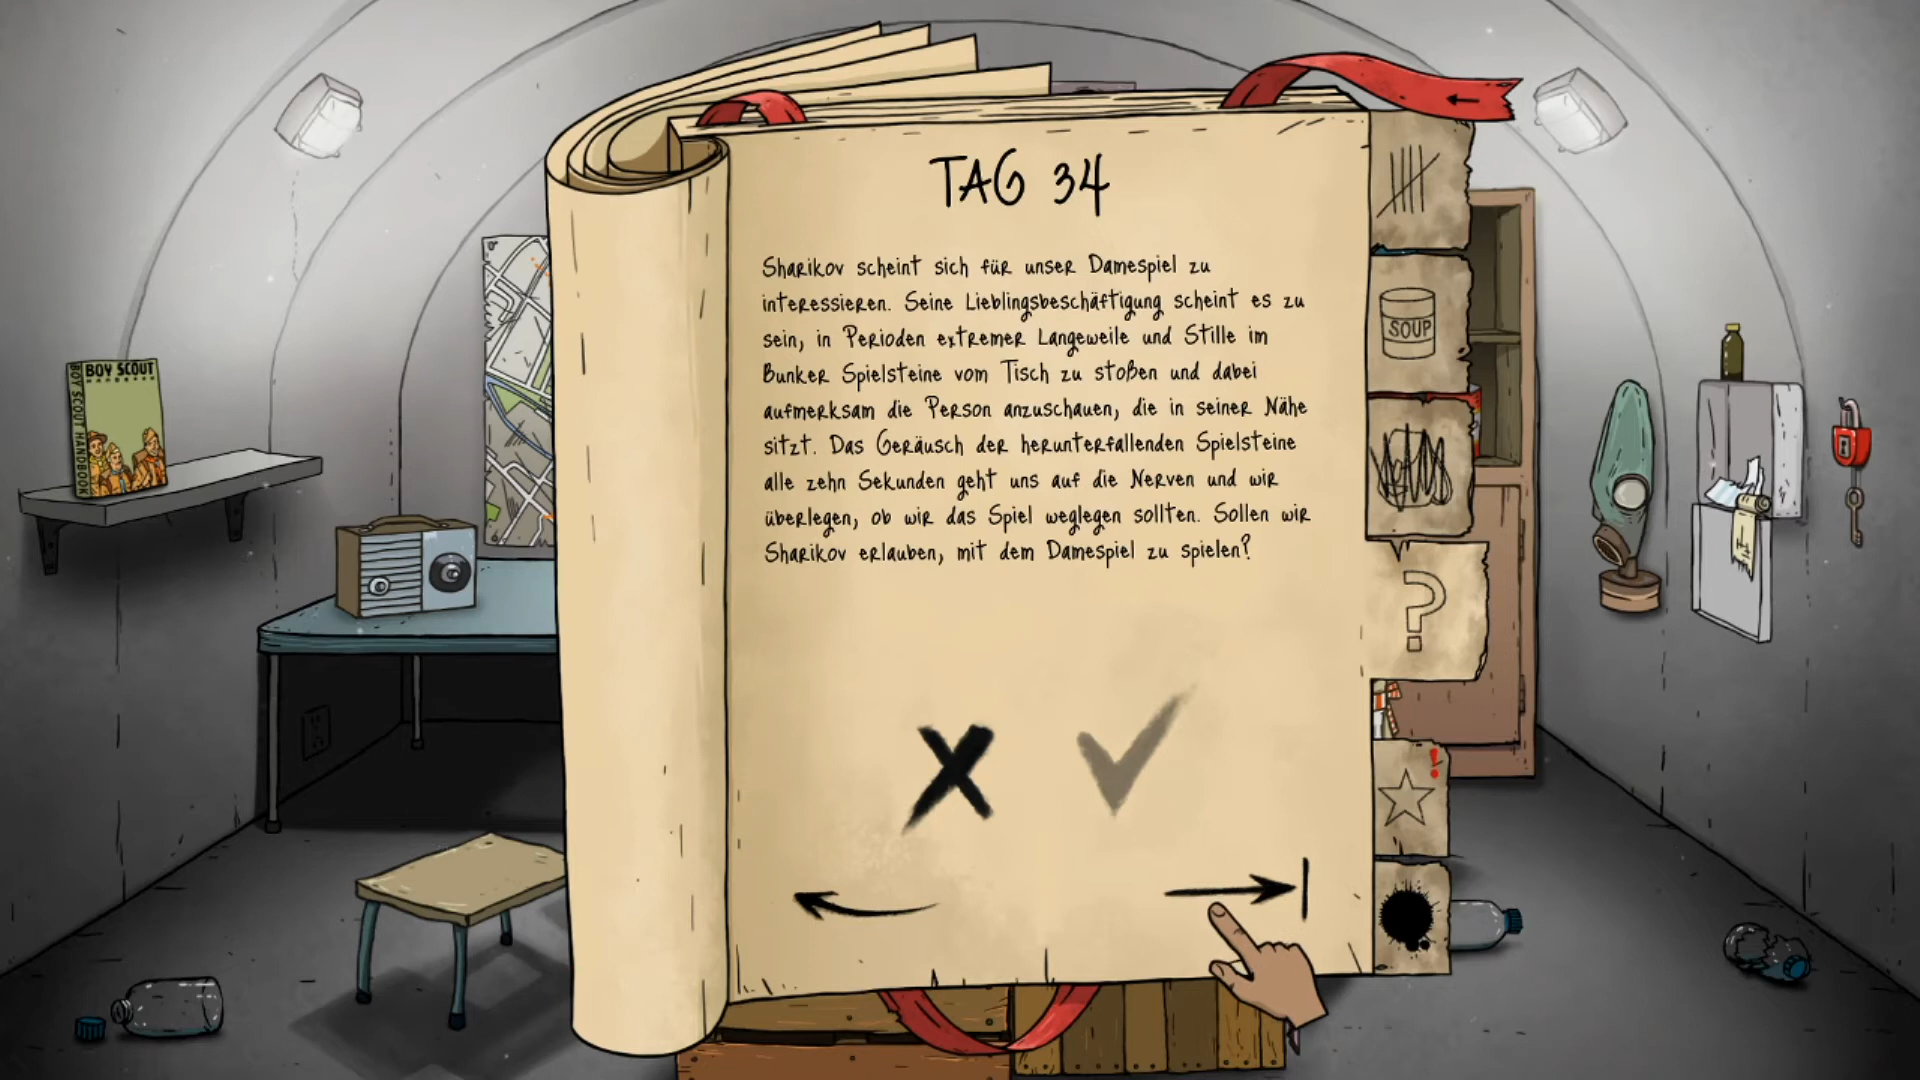 TAG 34
Sharikov scheint sich für unser Damespiel zu
interessieren. Seine Lieblingsbeschäftigung scheint es zu
sein, in Perioden extremer Langeweile und Stille im
Bunker Spielsteine vom Tisch zu stoßen und dabei
aufmerksam die Person anzuschauen, die in seiner Nähe
sitzt. Das Geräusch der herunterfallenden Spielsteine
alle zehn Sekunden geht uns auf die Nerven und wir
überlegen, ob wir das Spiel weglegen sollten. Sollen wir
Sharikov erlauben, mit dem Damespiel zu spielen?
SOUP
?
!
BOY SCOUT
HANDBOOK
BOY SCOUT HANDBOOK